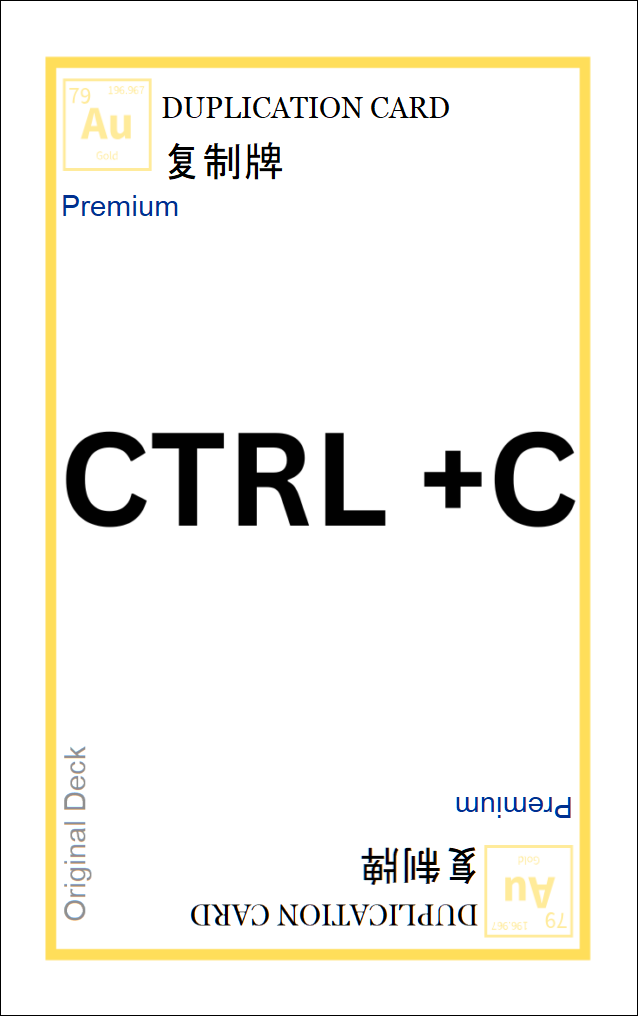 79
196,967
Au
Gold
DUPLICATION CARD
复制牌
Premium
CTRL +C
Original Deck
Premium
复制牌
DUPLICATION CARD
Gold
Au
79
196,967